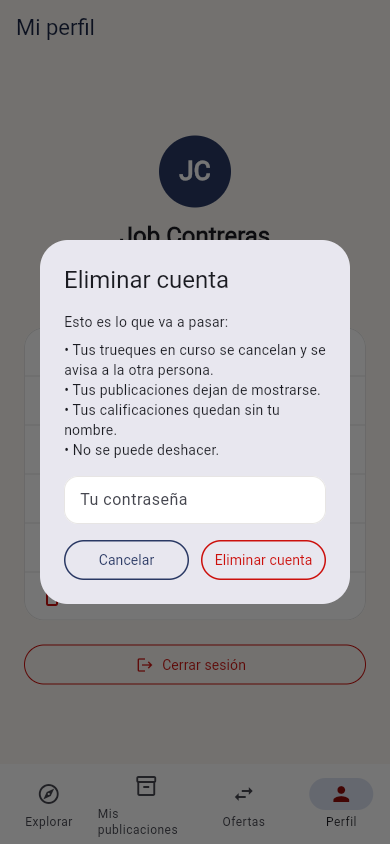 Mi perfil
JC
Job Contreras
Eliminar cuenta
Esto es lo que va a pasar:
• Tus trueques en curso se cancelan y se
avisa a la otra persona.
• Tus publicaciones dejan de mostrarse.
• Tus calificaciones quedan sin tu
nombre.
• No se puede deshacer.
Tu contraseña
Cancelar
Eliminar cuenta
Cerrar sesión
Explorar
Mis
publicaciones
Ofertas
Perfil